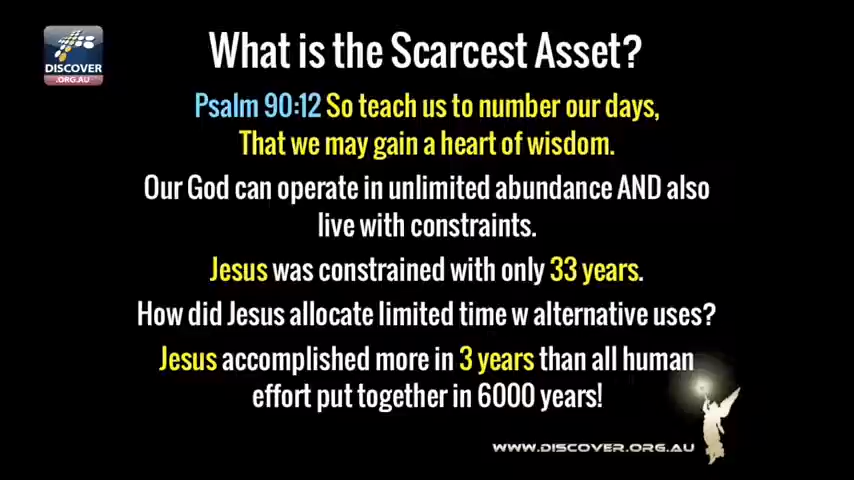 DISCOVER
.ORG.AU
What is the Scarcest Asset?
Psalm 90:12 So teach us to number our days,
That we may gain a heart of wisdom.
Our God can operate in unlimited abundance AND also
live with constraints.
Jesus was constrained with only 33 years.
How did Jesus allocate limited time w alternative uses?
Jesus accomplished more in 3 years than all human
effort put together in 6000 years!
WWW.DISCOVER.ORG.AU